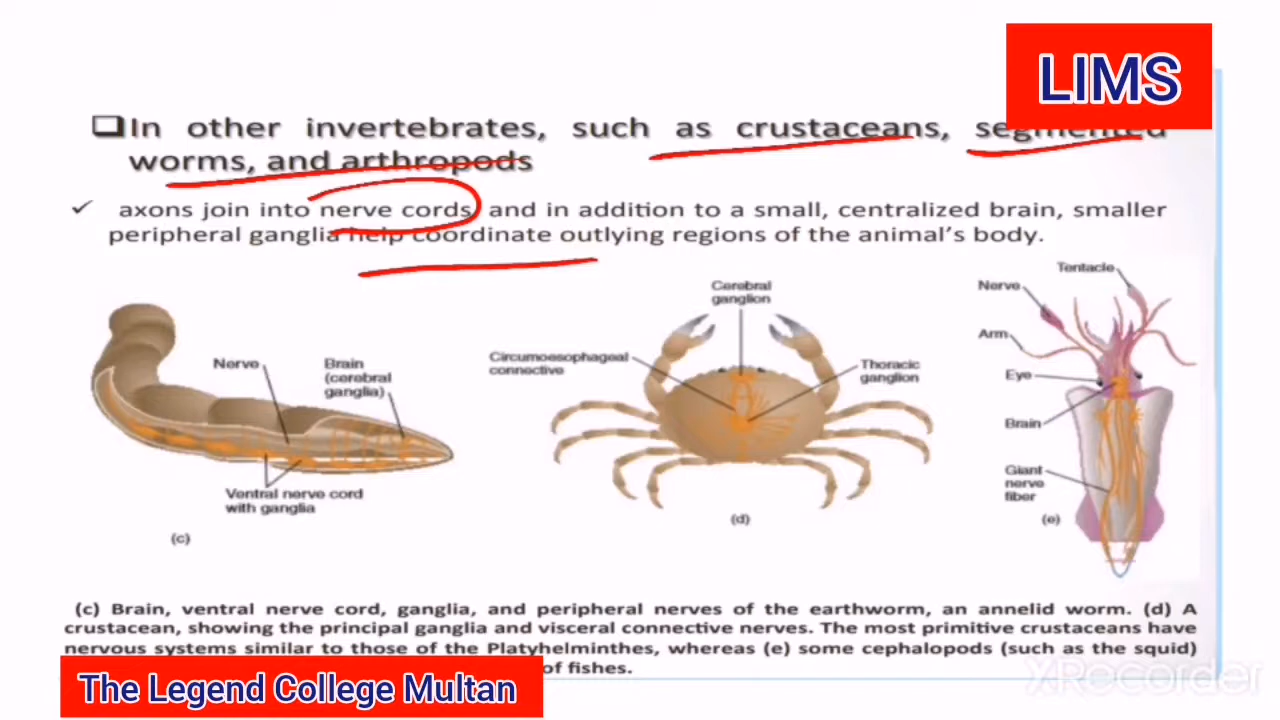 LIMS
❑In other invertebrates, such as crustaceans, segmented
worms, and arthropods
✓ axons join into nerve cords, and in addition to a small, centralized brain, smaller
peripheral ganglia help coordinate outlying regions of the animal's body.
Cerebral
ganglion
Circumoesophageal
connective
Thoracic
ganglion
Tentacle
Nerve
Arm
Eye
Brain
Giant
nerve
fiber
(e)
Nerve
Brain
(cerebral
ganglia)
Ventral nerve cord
with ganglia
(c)
(d)
(c) Brain, ventral nerve cord, ganglia, and peripheral nerves of the earthworm, an annelid worm. (d) A
crustacean, showing the principal ganglia and visceral connective nerves. The most primitive crustaceans have
nervous systems similar to those of the Platyhelminthes, whereas (e) some cephalopods (such as the squid)
of fishes.
The Legend College Multan
XRecorder